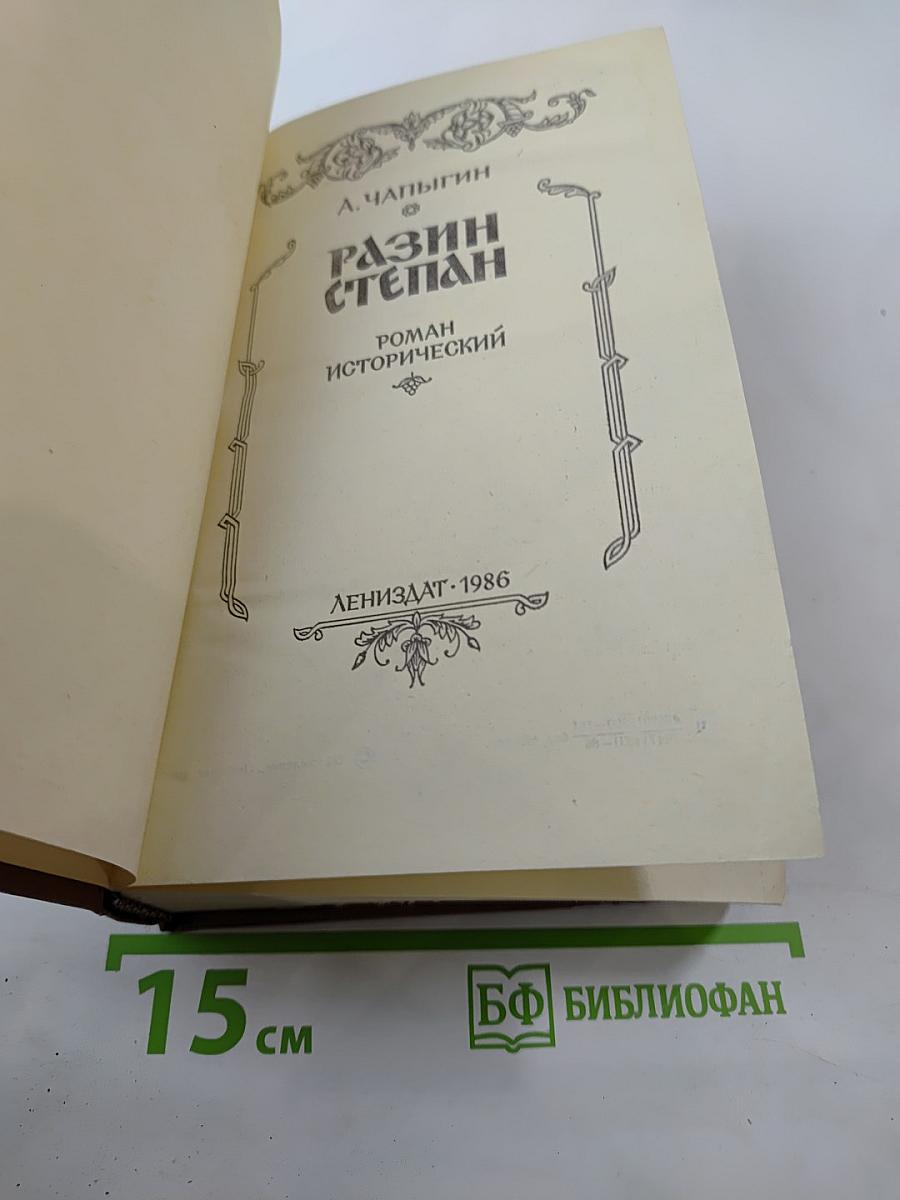 А. ЧАПЫГИН
РАЗИН
СТЕПАН
РОМАН
ИСТОРИЧЕСКИЙ
ЛЕНИЗДАТ · 1986
15 см
БФ БИБЛИОФАН